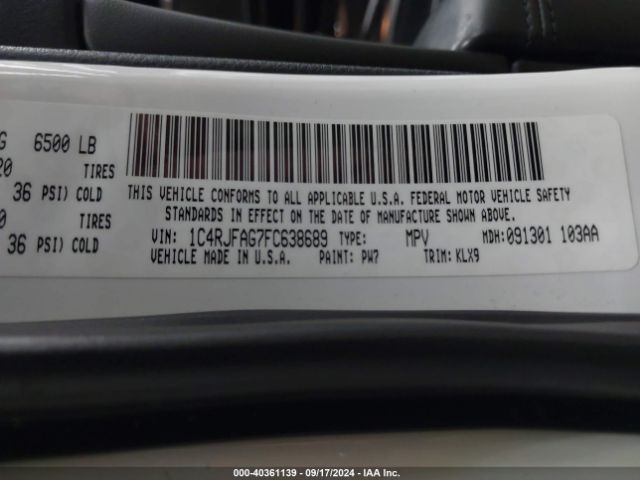 G 6500 LB
20 TIRES
36 PSI) COLD
0 TIRES
36 PSI) COLD
THIS VEHICLE CONFORMS TO ALL APPLICABLE U.S.A. FEDERAL MOTOR VEHICLE SAFETY
STANDARDS IN EFFECT ON THE DATE OF MANUFACTURE SHOWN ABOVE.
VIN: 1C4RJFAG7FC638689 TYPE: MPV MDH:091301 103AA
VEHICLE MADE IN U.S.A. PAINT: PW7 TRIM: KLX9
000-40361139 - 09/17/2024 - IAA Inc.